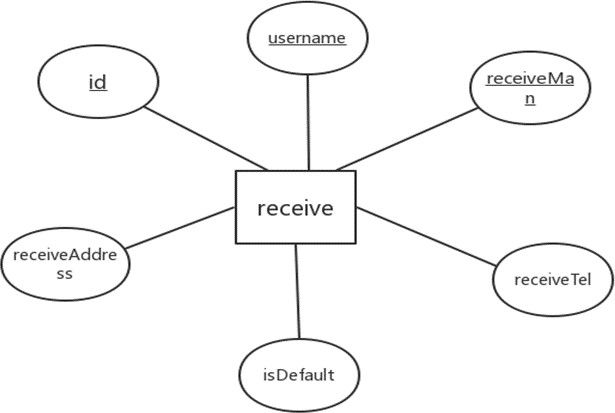 username
id
receiveMa
n
receive
receiveAddre
ss
receiveTel
isDefault